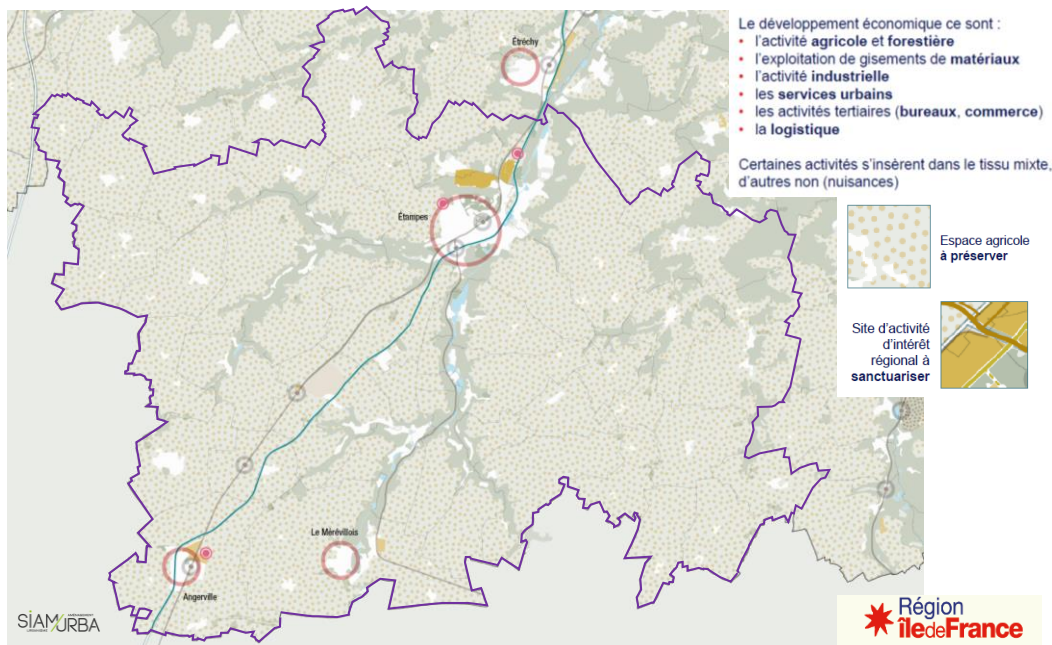 Le développement économique ce sont :
• l'activité agricole et forestière
• l'exploitation de gisements de matériaux
• l'activité industrielle
• les services urbains
• les activités tertiaires (bureaux, commerce)
• la logistique
Certaines activités s'insèrent dans le tissu mixte,
d'autres non (nuisances)
Étréchy
Étampes
Espace agricole
à préserver
Site d'activité
d'intérêt
régional à
sanctuariser
Le Mérévillois
Angerville
SIAM
URBA
Région
îledeFrance